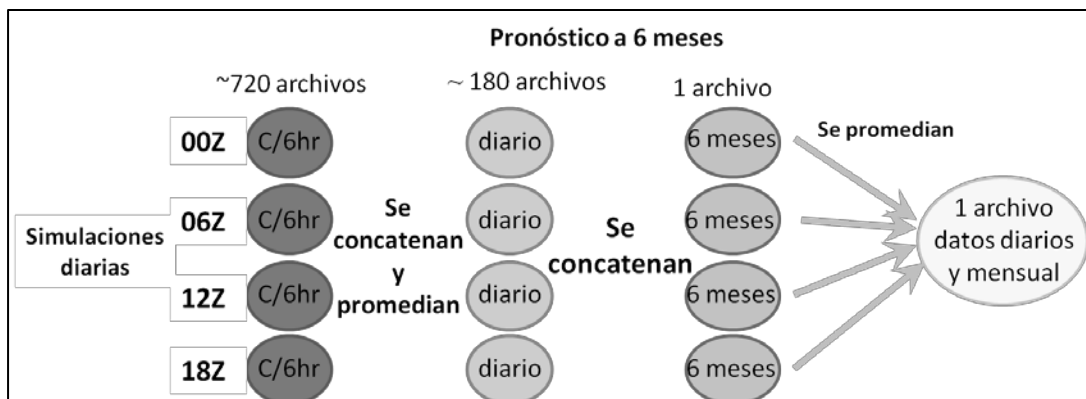 Pronóstico a 6 meses
~720 archivos
~ 180 archivos
1 archivo
00Z
C/6hr
diario
6 meses
Se promedian
06Z
C/6hr
diario
6 meses
Simulaciones
diarias
Se
concatenan
y
promedian
Se
concatenan
1 archivo
datos diarios
y mensual
12Z
C/6hr
diario
6 meses
18Z
C/6hr
diario
6 meses